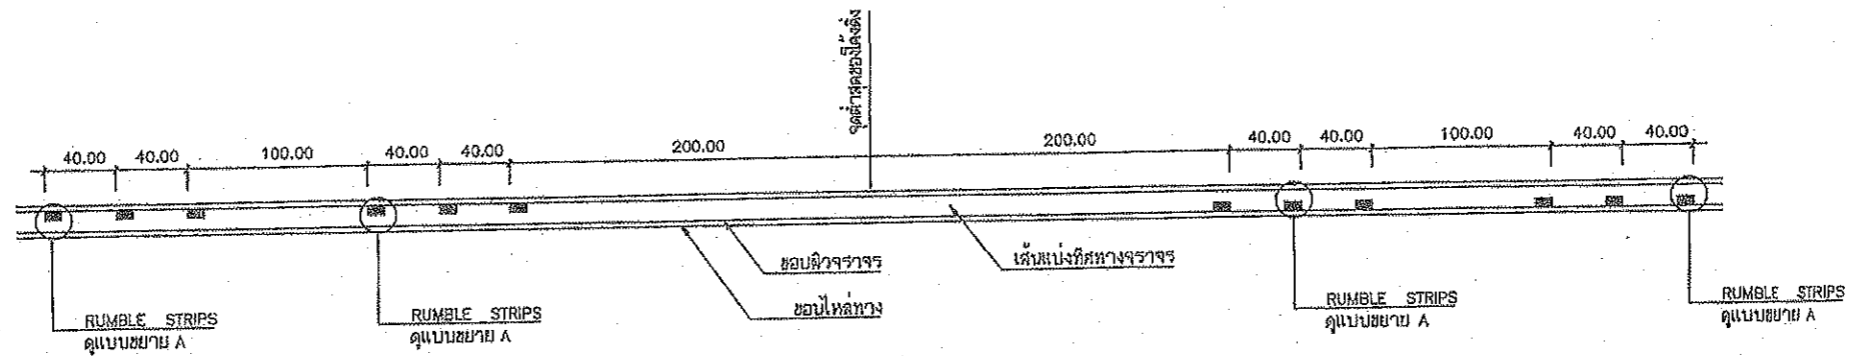 จุดต่ำสุดของโค้งดิ่ง
40.00 40.00 100.00 40.00 40.00 200.00 200.00 40.00 40.00 100.00 40.00 40.00
ขอบผิวจราจร
เส้นแบ่งทิศทางจราจร
ขอบไหล่ทาง
RUMBLE STRIPS
ดูแบบขยาย A
RUMBLE STRIPS
ดูแบบขยาย A
RUMBLE STRIPS
ดูแบบขยาย A
RUMBLE STRIPS
ดูแบบขยาย A